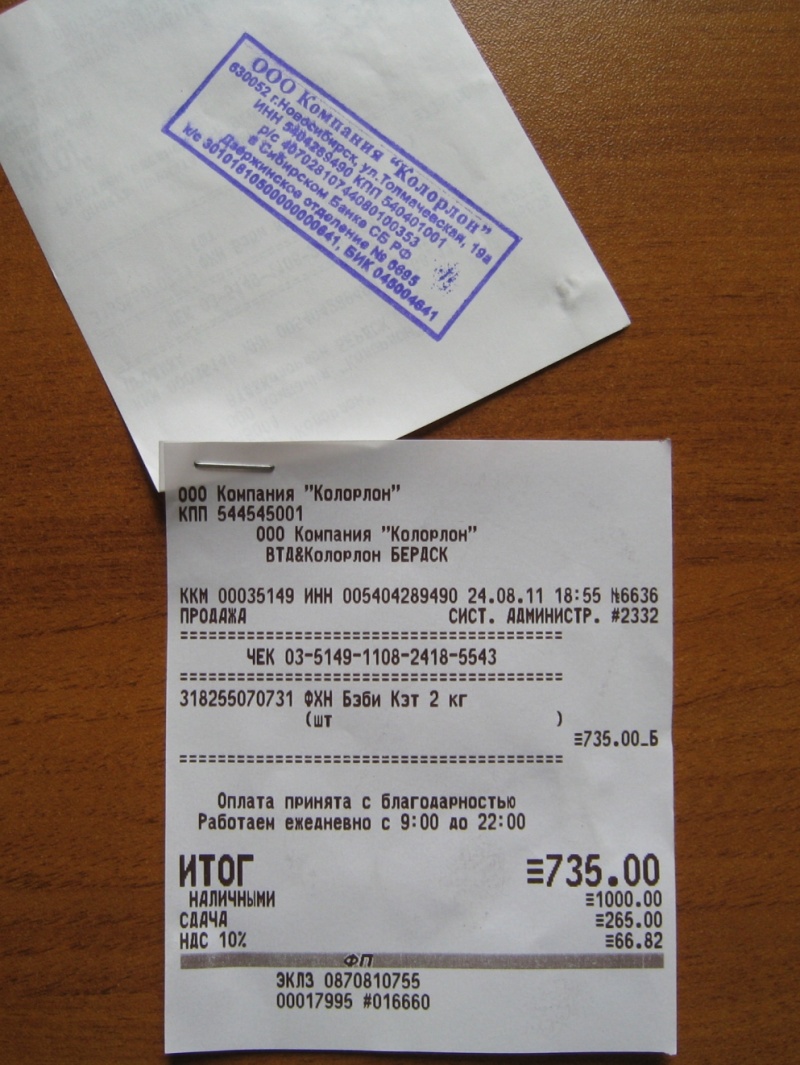 ООО Компания "Колорлон"
630052 г.Новосибирск, ул.Толмачевская, 19а
ИНН 5404289490 КПП 540401001
р/с 40702810744080100353
в Сибирском Банке СБ РФ
Дзержинское отделение № 6695
к/с 30101810500000000641, БИК 045004641
ООО Компания "Колорлон"
КПП 544545001
ООО Компания "Колорлон"
ВТД&Колорлон БЕРДСК
ККМ 00035149 ИНН 005404289490 24.08.11 18:55 №6636
ПРОДАЖА СИСТ. АДМИНИСТР. #2332
================================
ЧЕК 03-5149-1108-2418-5543
================================
318255070731 ФХН Бэби Кэт 2 кг
(шт )
≡735.00_Б
================================
Оплата принята с благодарностью
Работаем ежедневно с 9:00 до 22:00
ИТОГ ≡735.00
НАЛИЧНЫМИ ≡1000.00
СДАЧА ≡265.00
НДС 10% ≡66.82
ФП
ЭКЛЗ 0870810755
00017995 #016660